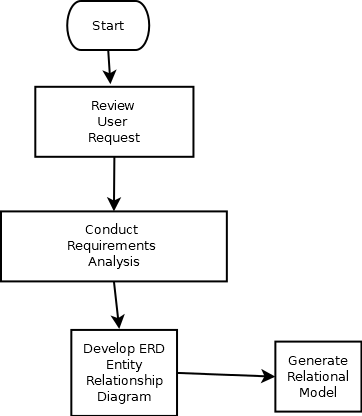 Start
Review
User
Request
Conduct
Requirements
Analysis
Develop ERD
Entity
Relationship
Diagram
Generate
Relational
Model